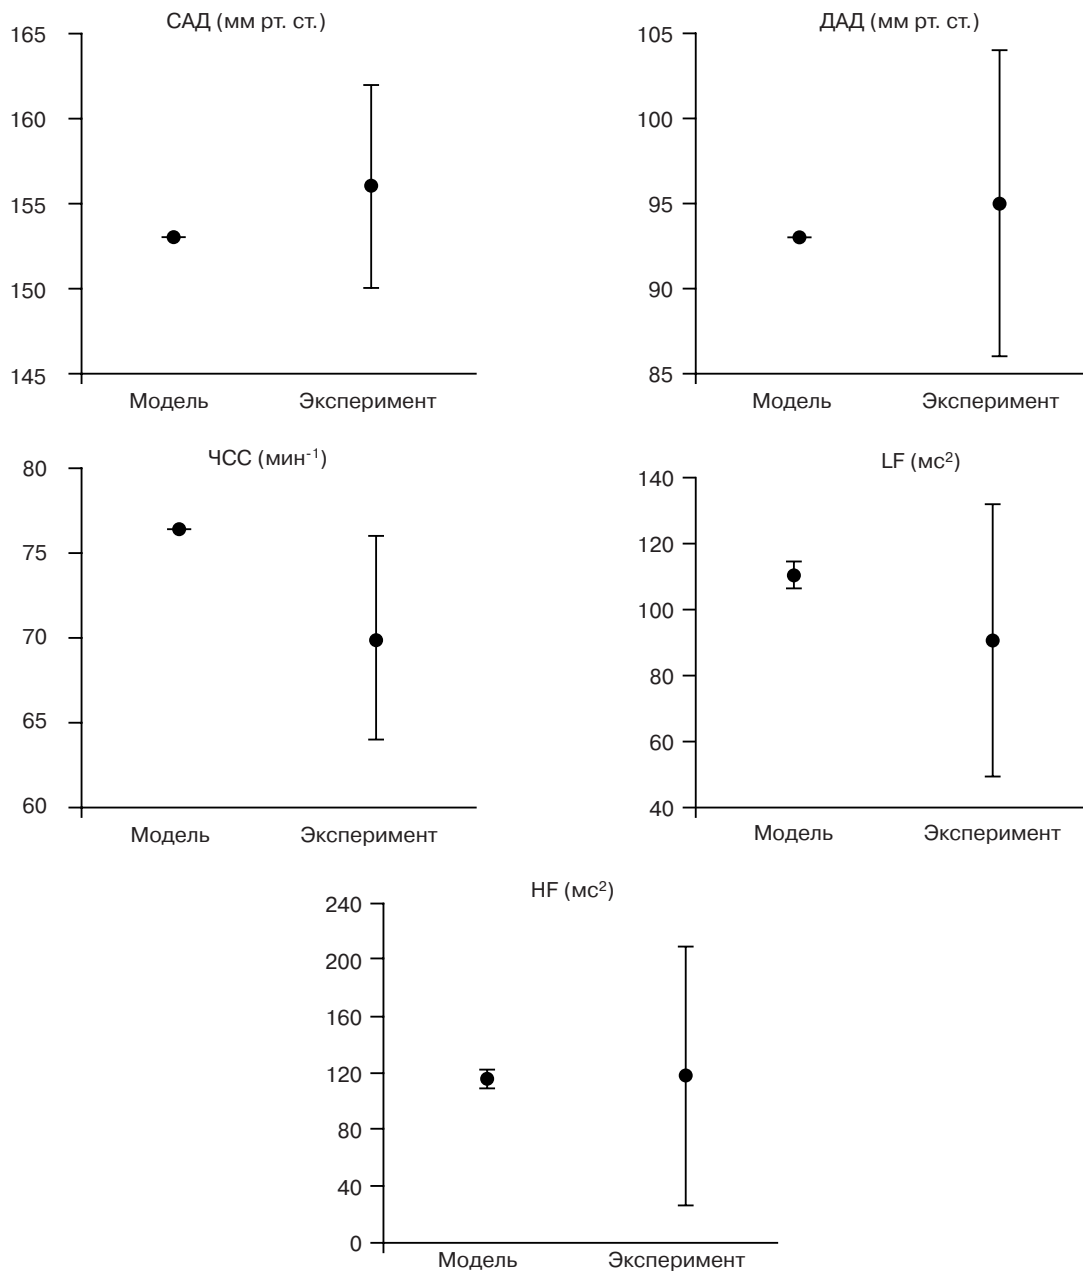 САД (мм рт. ст.)
165
160
155
150
145
Модель Эксперимент
ДАД (мм рт. ст.)
105
100
95
90
85
Модель Эксперимент
ЧСС (мин⁻¹)
80
75
70
65
60
Модель Эксперимент
LF (мс²)
140
120
100
80
60
40
Модель Эксперимент
HF (мс²)
240
200
160
120
80
40
0
Модель Эксперимент